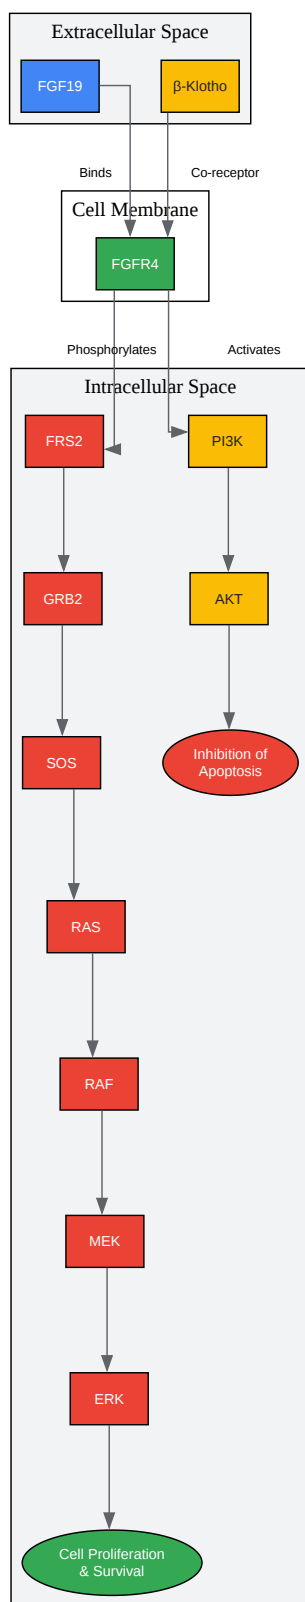 Extracellular Space
FGF19
β-Klotho
Binds
Co-receptor
Cell Membrane
FGFR4
Phosphorylates
Activates
Intracellular Space
FRS2
PI3K
GRB2
AKT
SOS
Inhibition of
Apoptosis
RAS
RAF
MEK
ERK
Cell Proliferation
& Survival